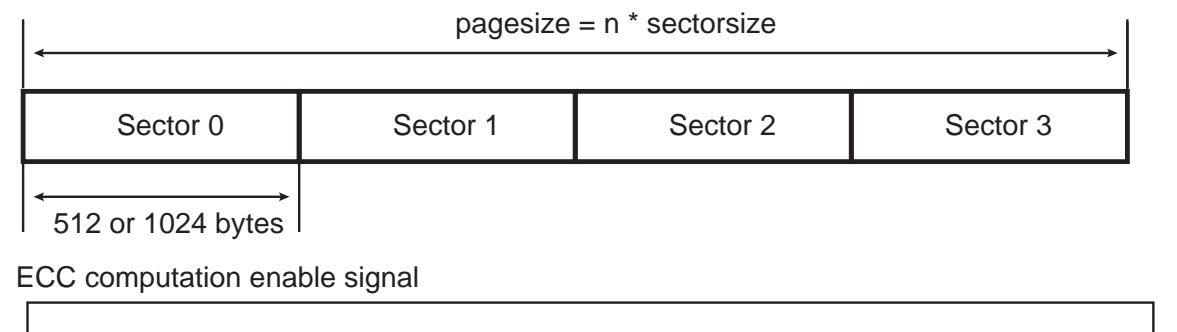 pagesize = n * sectorsize
Sector 0 Sector 1 Sector 2 Sector 3
512 or 1024 bytes
ECC computation enable signal